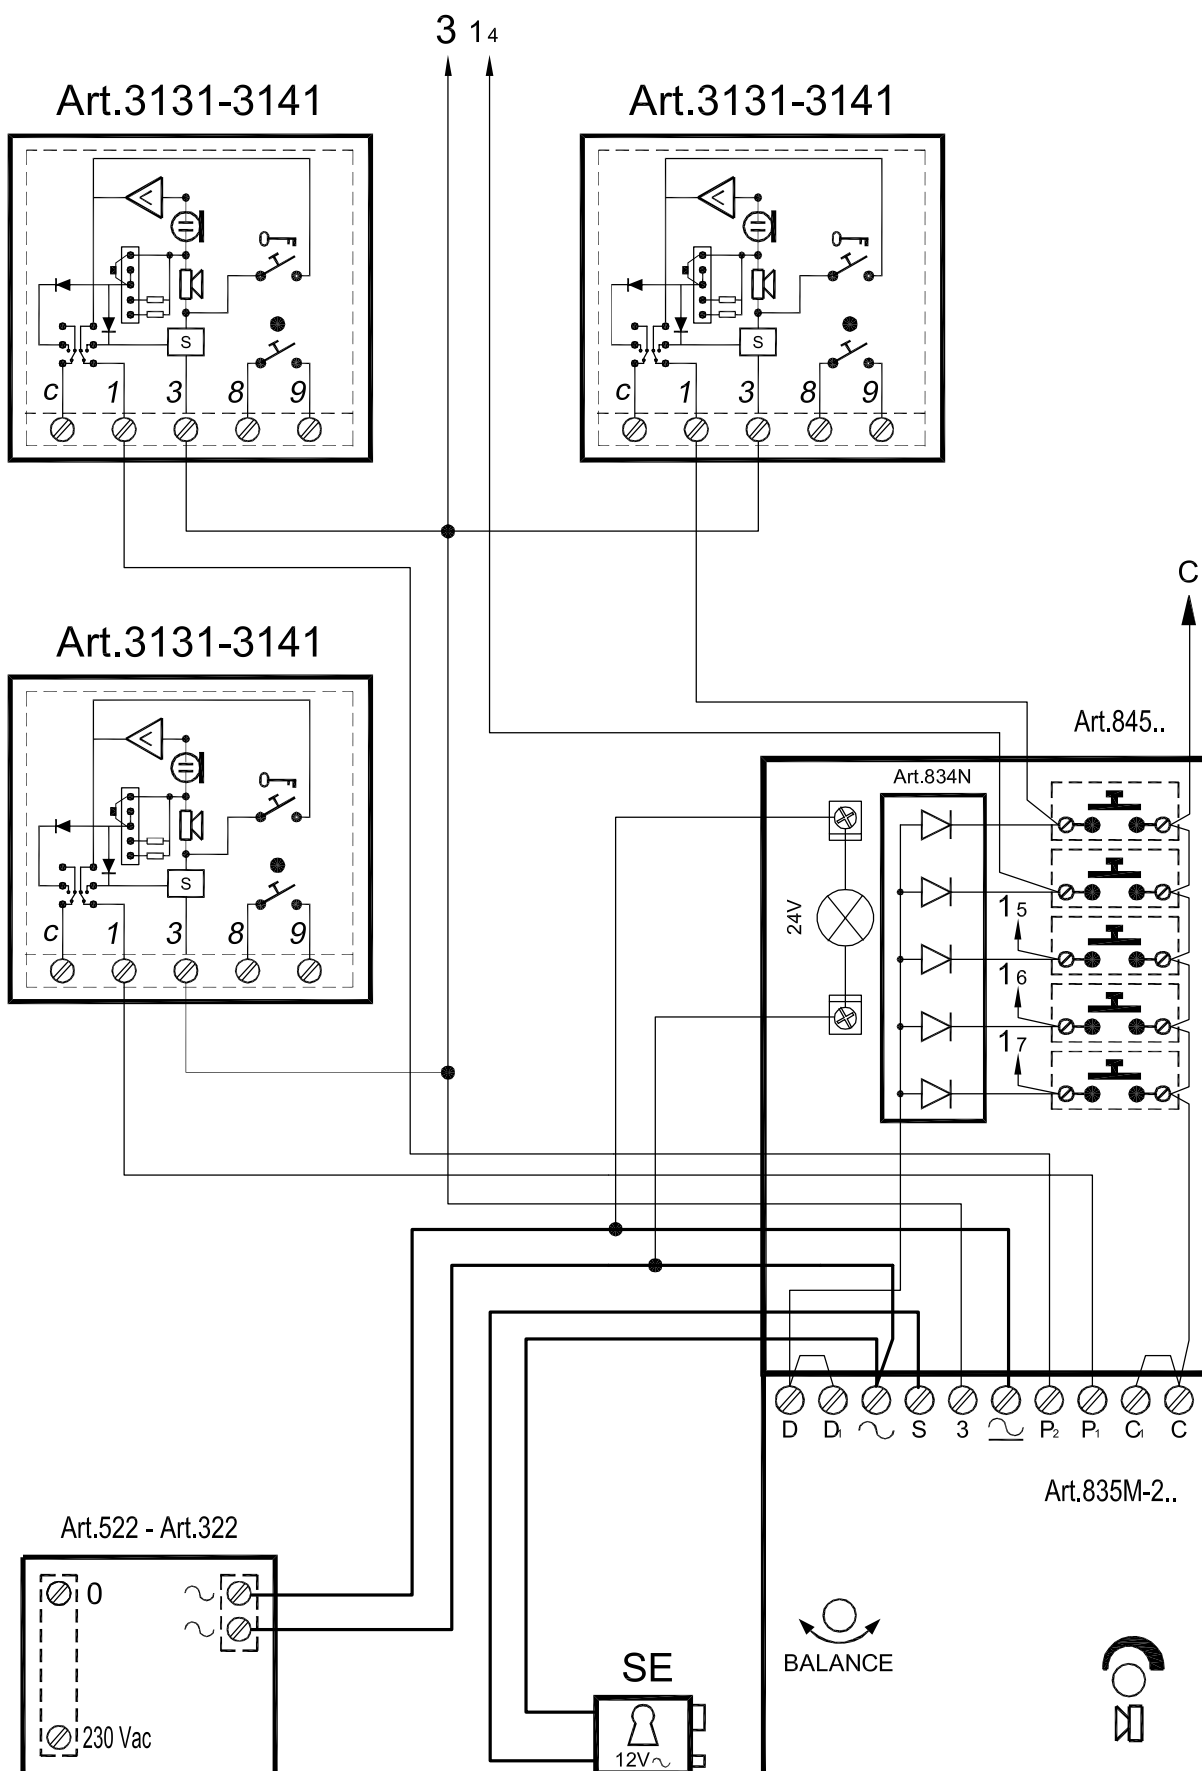 3 1₄
Art.3131-3141
Art.3131-3141
S
S
c 1 3 8 9
c 1 3 8 9
C
Art.3131-3141
Art.845..
Art.834N
S
24V
c 1 3 8 9
1₅
1₆
1₇
D D₁ S 3 P₂ P₁ C₁ C
Art.835M-2..
Art.522 - Art.322
0
230 Vac
SE
12V~
BALANCE